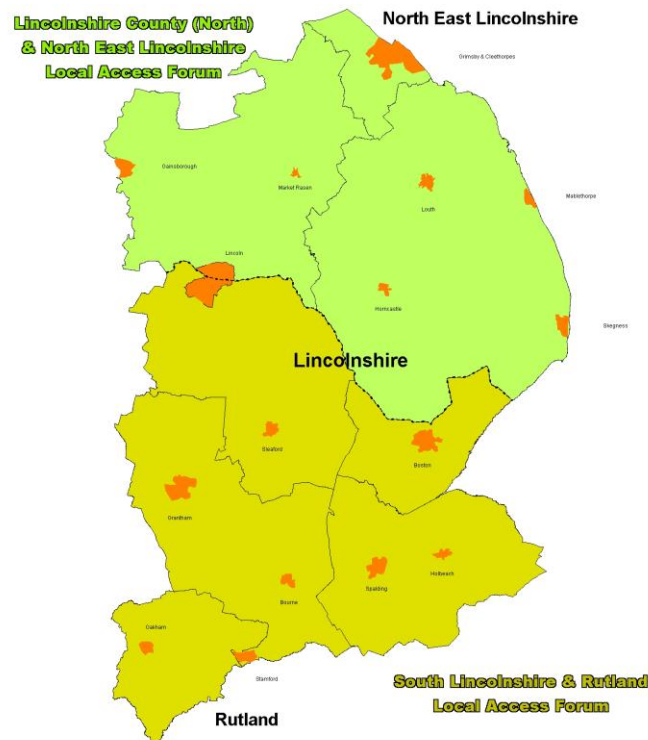 Lincolnshire County (North)
& North East Lincolnshire
Local Access Forum
North East Lincolnshire
Grimsby & Cleethorpes
Gainsborough
Market Rasen
Louth
Mablethorpe
Lincoln
Horncastle
Skegness
Lincolnshire
Sleaford
Boston
Grantham
Spalding
Holbeach
Bourne
Oakham
Stamford
South Lincolnshire & Rutland
Local Access Forum
Rutland